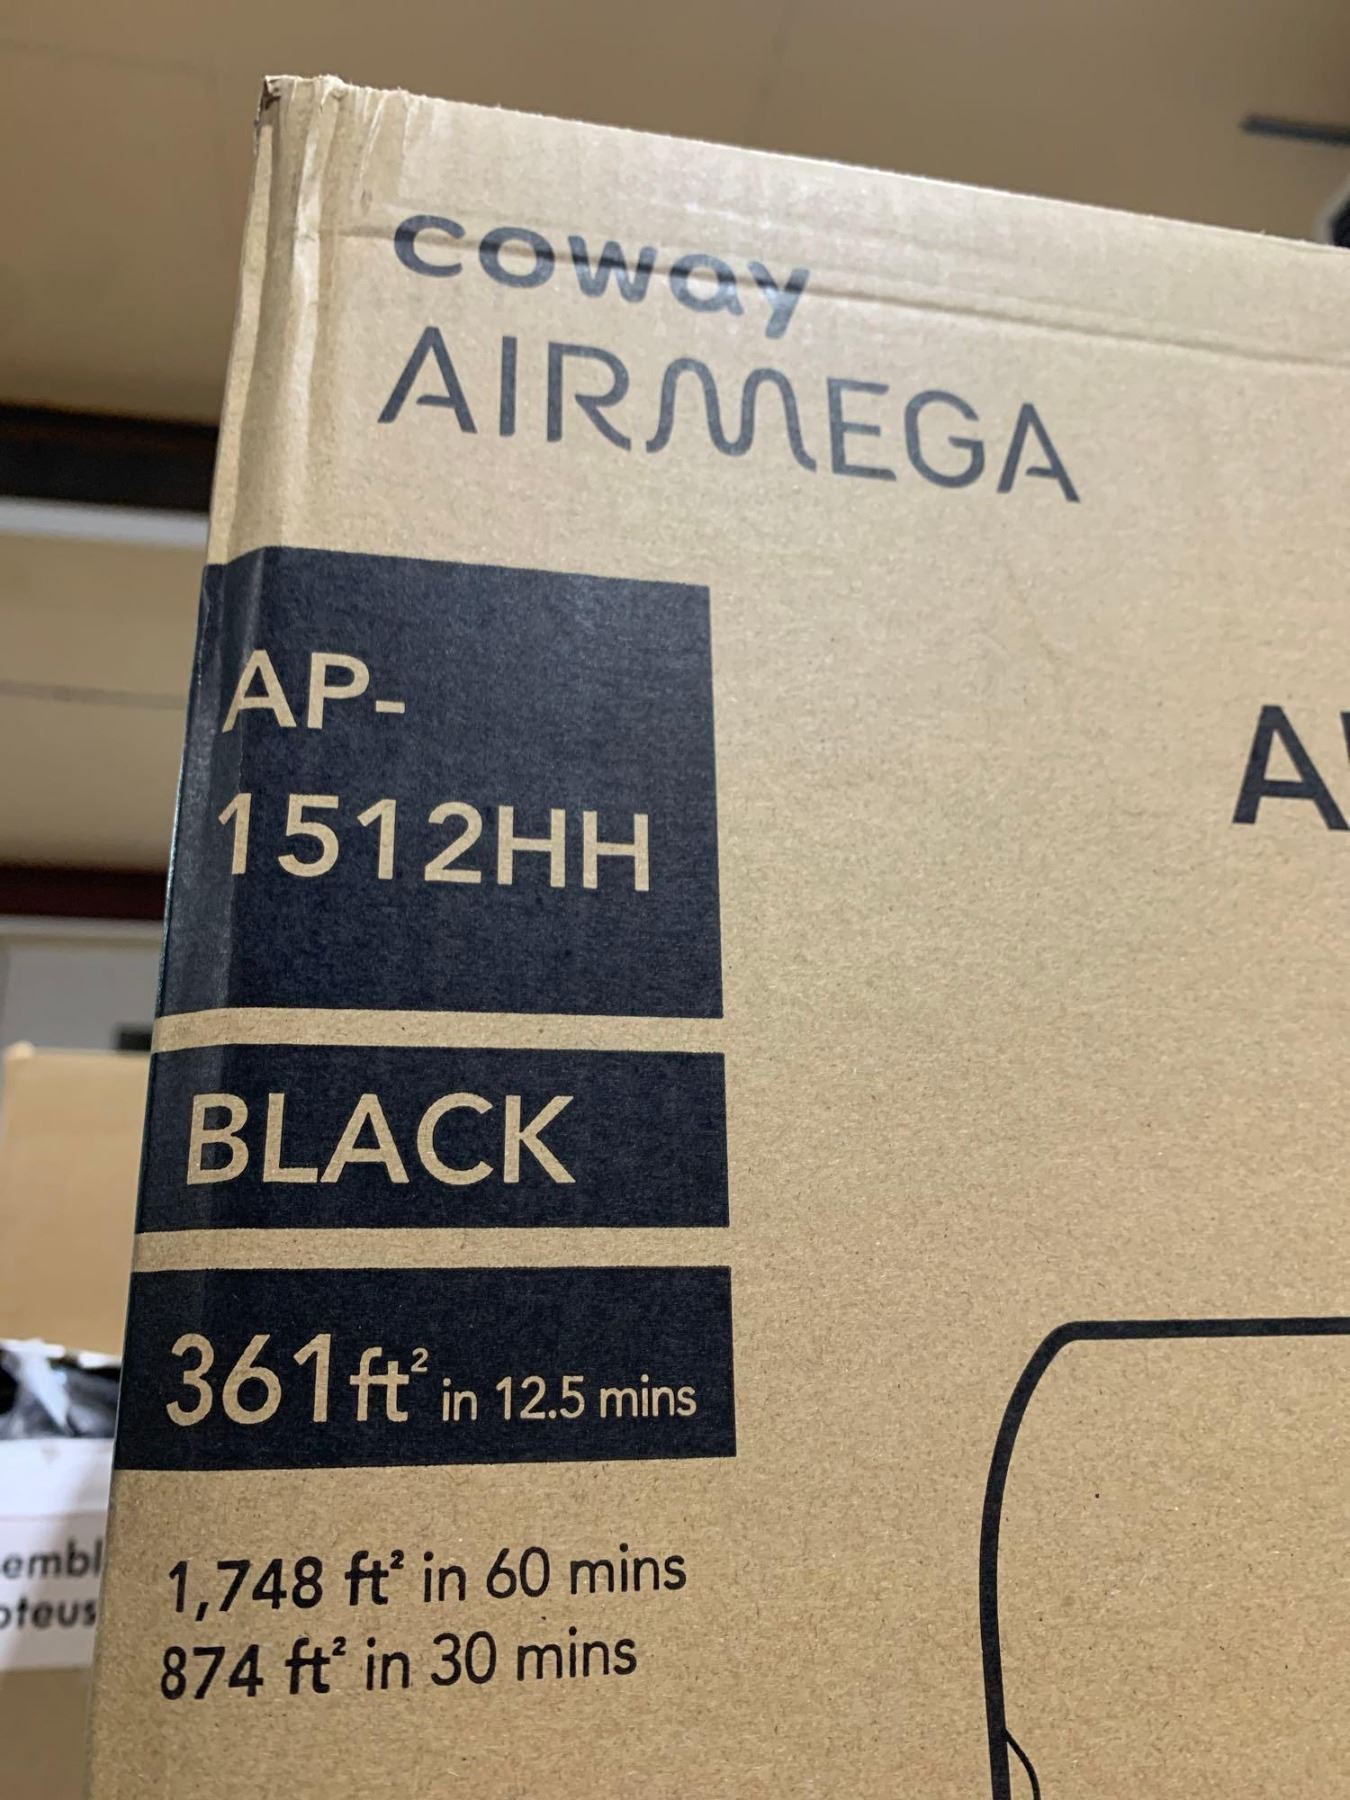 coway
AIRMEGA
AP-
1512HH
BLACK
361ft² in 12.5 mins
1,748 ft² in 60 mins
874 ft² in 30 mins